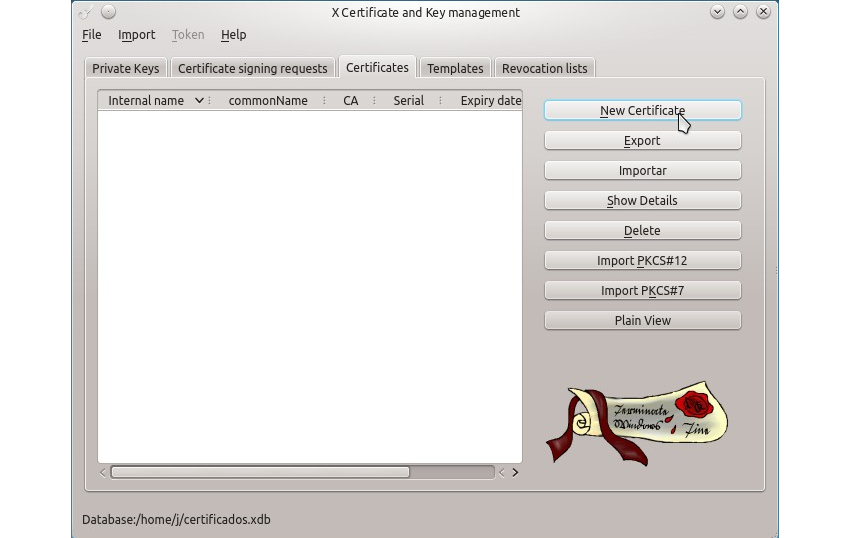 X Certificate and Key management
File Import Token Help
Private Keys Certificate signing requests Certificates Templates Revocation lists
Internal name commonName CA Serial Expiry date
New Certificate
Export
Importar
Show Details
Delete
Import PKCS#12
Import PKCS#7
Plain View
Windows
Database:/home/j/certificados.xdb